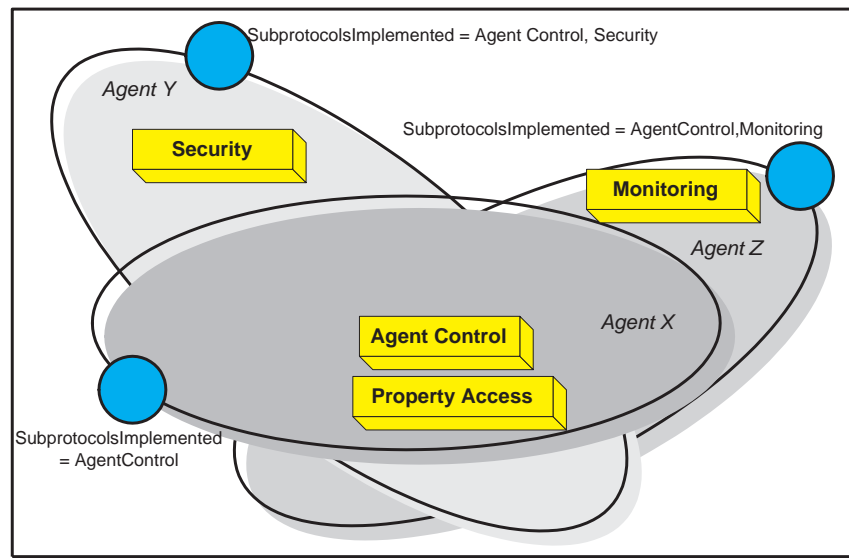 SubprotocolsImplemented = Agent Control, Security
Agent Y
SubprotocolsImplemented = AgentControl,Monitoring
Security
Monitoring
Agent Z
Agent X
Agent Control
Property Access
SubprotocolsImplemented
= AgentControl